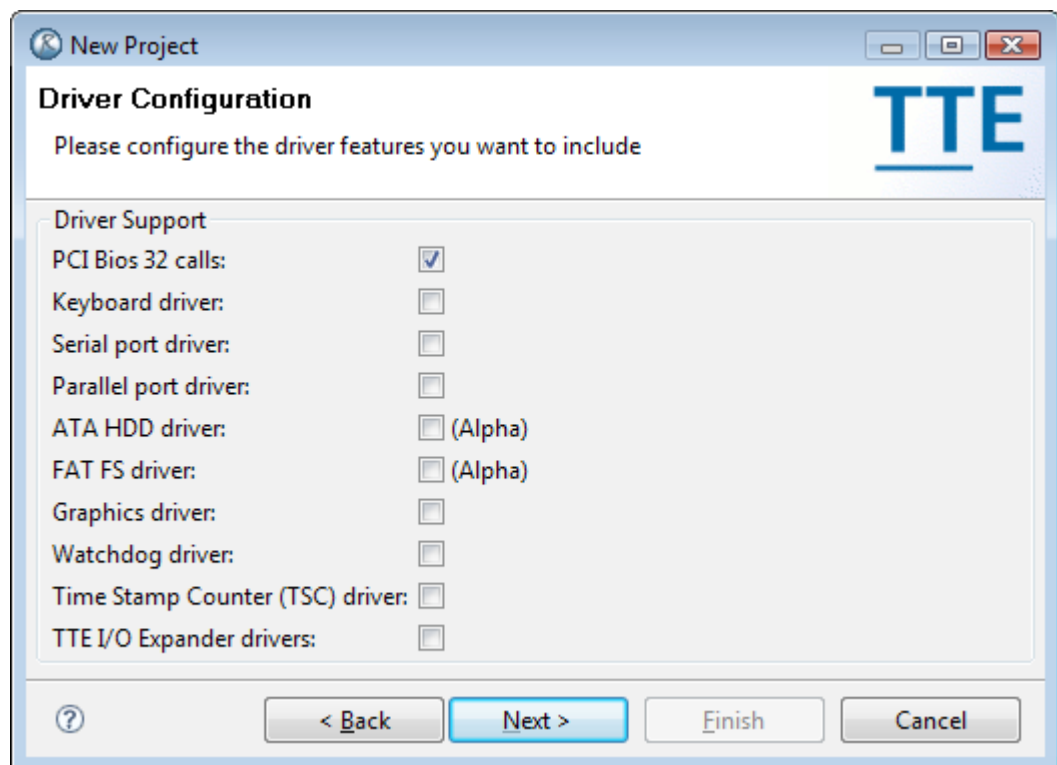 New Project
Driver Configuration
Please configure the driver features you want to include
TTE
Driver Support
PCI Bios 32 calls:
Keyboard driver:
Serial port driver:
Parallel port driver:
ATA HDD driver: (Alpha)
FAT FS driver: (Alpha)
Graphics driver:
Watchdog driver:
Time Stamp Counter (TSC) driver:
TTE I/O Expander drivers:
? < Back Next > Finish Cancel